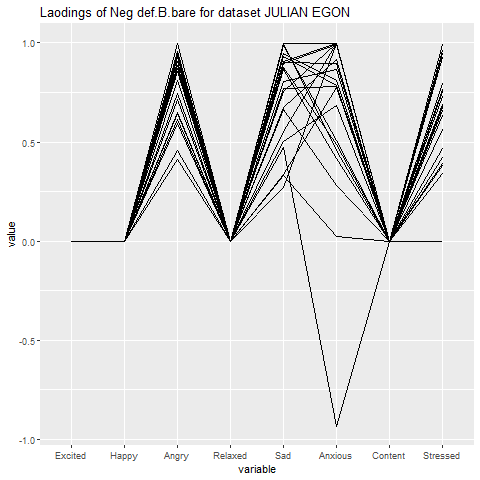 Laodings of Neg def.B.bare for dataset JULIAN EGON
1.0
0.5
0.0
-0.5
-1.0
value
Excited Happy Angry Relaxed Sad Anxious Content Stressed
variable